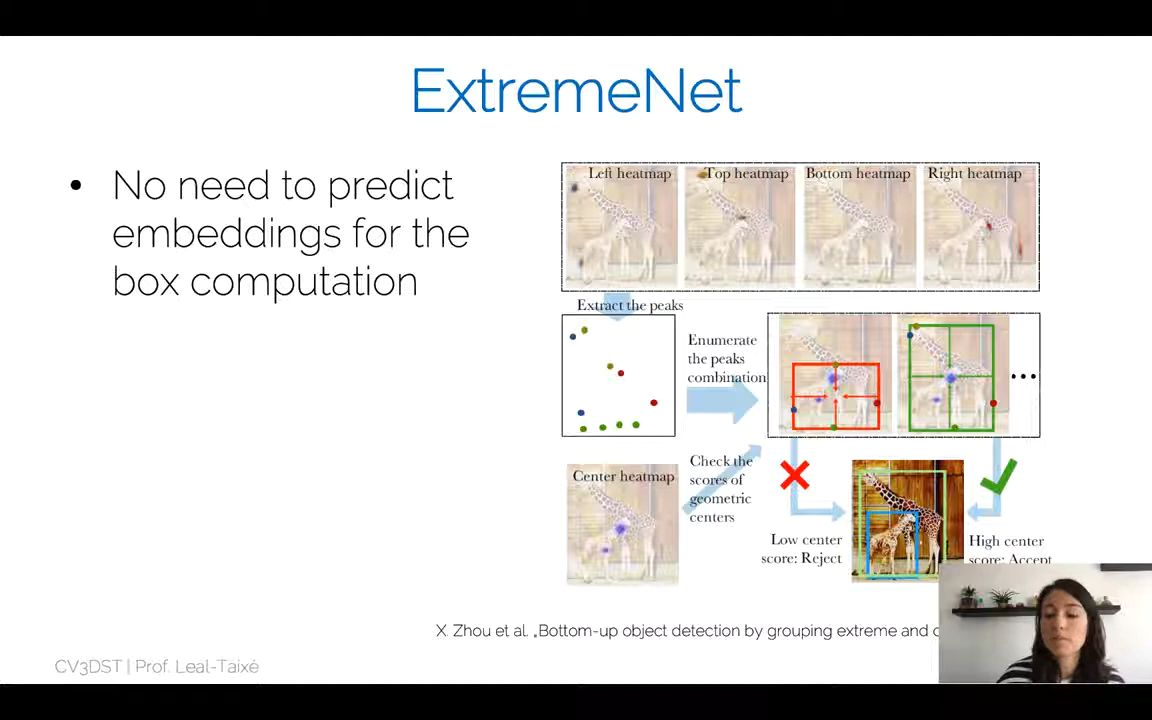 ExtremeNet
• No need to predict
embeddings for the
box computation
Left heatmap
Top heatmap
Bottom heatmap
Right heatmap
Extract the peaks
Enumerate
the peaks
combination
Center heatmap
Check the
scores of
geometric
centers
Low center
score: Reject
High center
score: Accept
X. Zhou et al. „Bottom-up object detection by grouping extreme and
CV3DST | Prof. Leal-Taixé